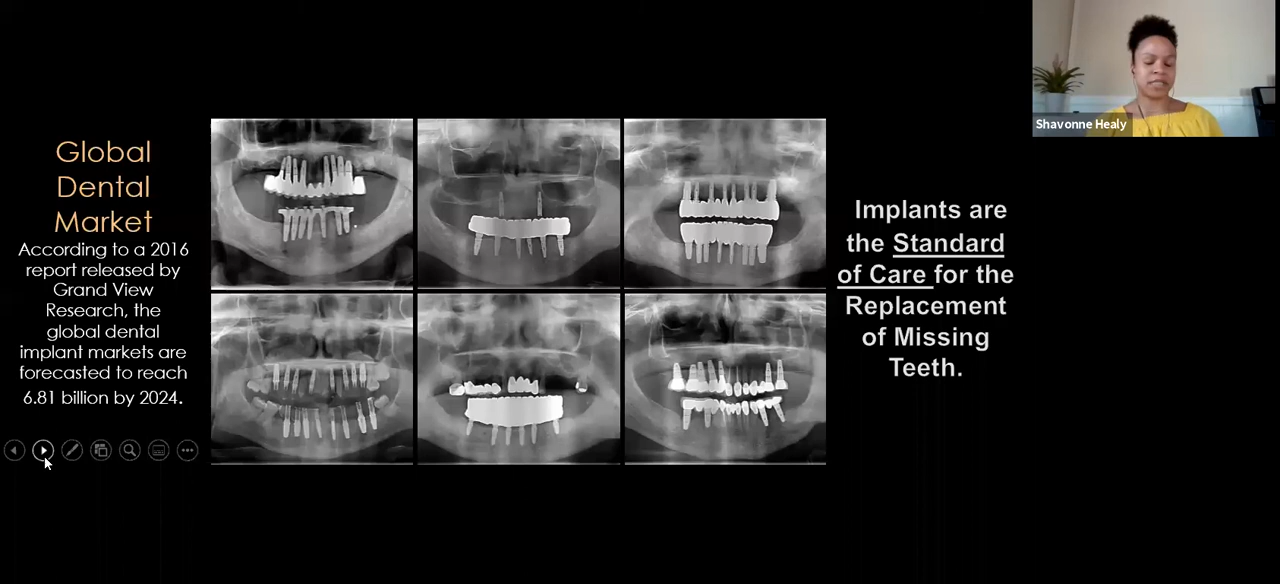 Global
Dental
Market
According to a 2016
report released by
Grand View
Research, the
global dental
implant markets are
forecasted to reach
6.81 billion by 2024.
Implants are
the Standard
of Care for the
Replacement
of Missing
Teeth.
Shavonne Healy